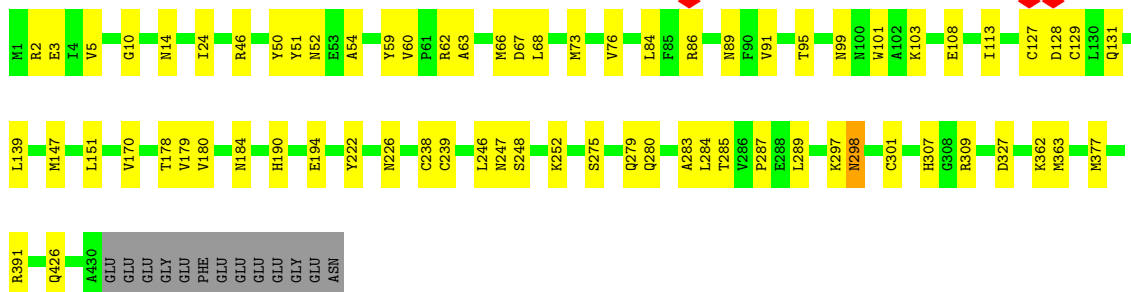 M1 R2 E3 I4 V5 G10 N14 I24 R46 Y50 Y51 N52 E53 A54 Y59 V60 P61 R62 A63 M66 D67 L68 M73 V76 L84 F85 R86 N89 F90 V91 T95 N99 N100 W101 A102 K103 E108 I113 C127 D128 C129 L130 Q131
L139 M147 L151 V170 T178 V179 V180 N184 H190 E194 Y222 N226 C238 C239 L246 N247 S248 K252 S275 Q279 Q280 A283 L284 T285 V286 P287 E288 L289 K297 N298 C301 H307 G308 R309 D327 K362 M363 M377
R391 Q426 A430 GLU GLU GLU GLY GLU PHE GLU GLU GLU GLU GLY GLU ASN